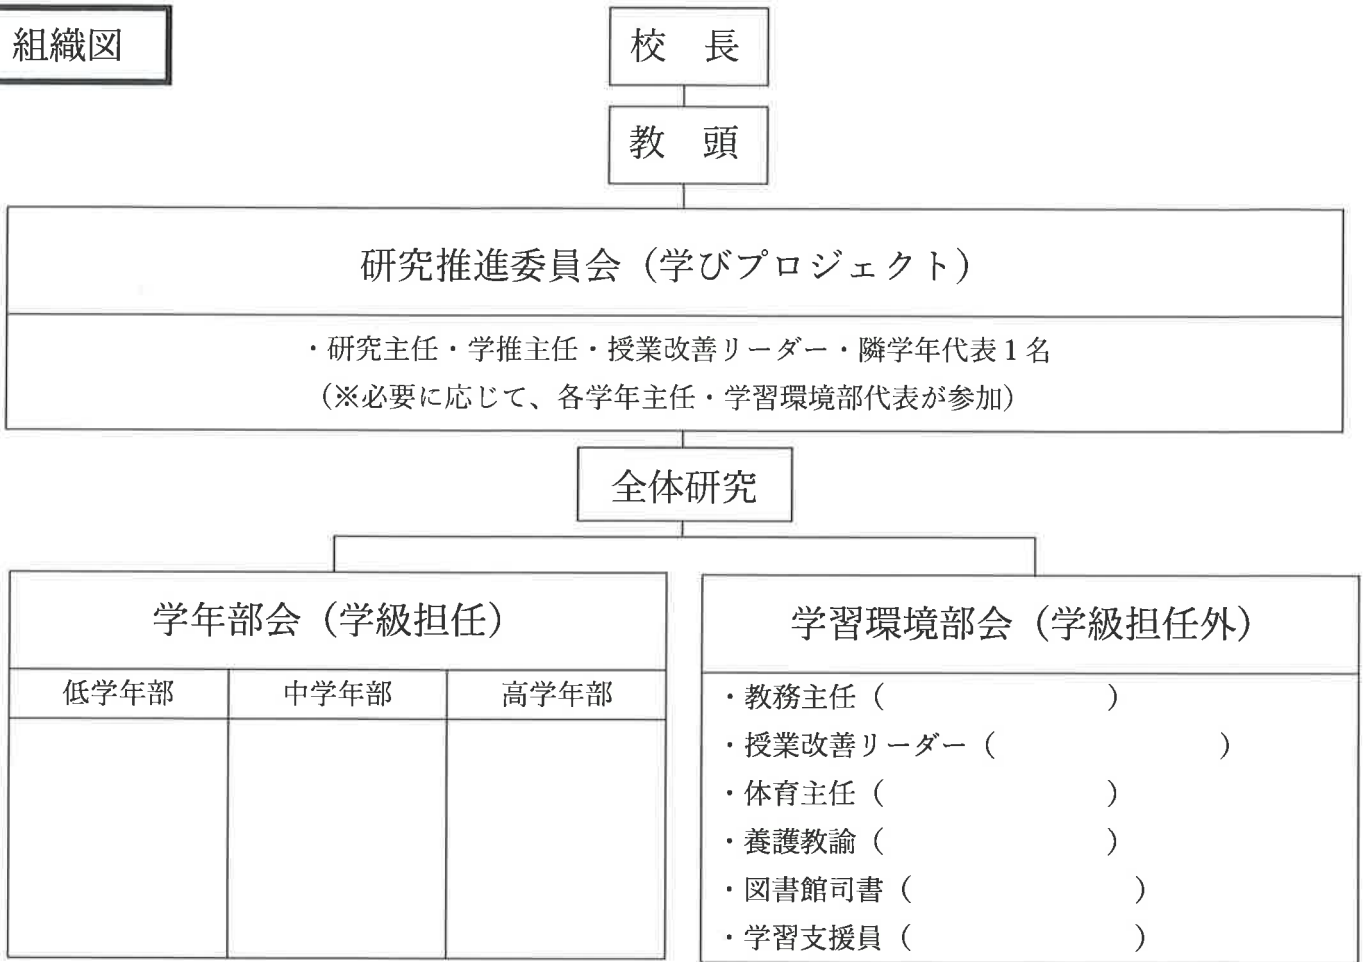 組織図
校　長
教　頭
研究推進委員会（学びプロジェクト）
・研究主任・学推主任・授業改善リーダー・隣学年代表１名
（※必要に応じて、各学年主任・学習環境部代表が参加）
全体研究
学年部会（学級担任）
低学年部　中学年部　高学年部
学習環境部会（学級担任外）
・教務主任（　　　　　　　　）
・授業改善リーダー（　　　　　　　　）
・体育主任（　　　　　　　　）
・養護教諭（　　　　　　　　）
・図書館司書（　　　　　　　　）
・学習支援員（　　　　　　　　）